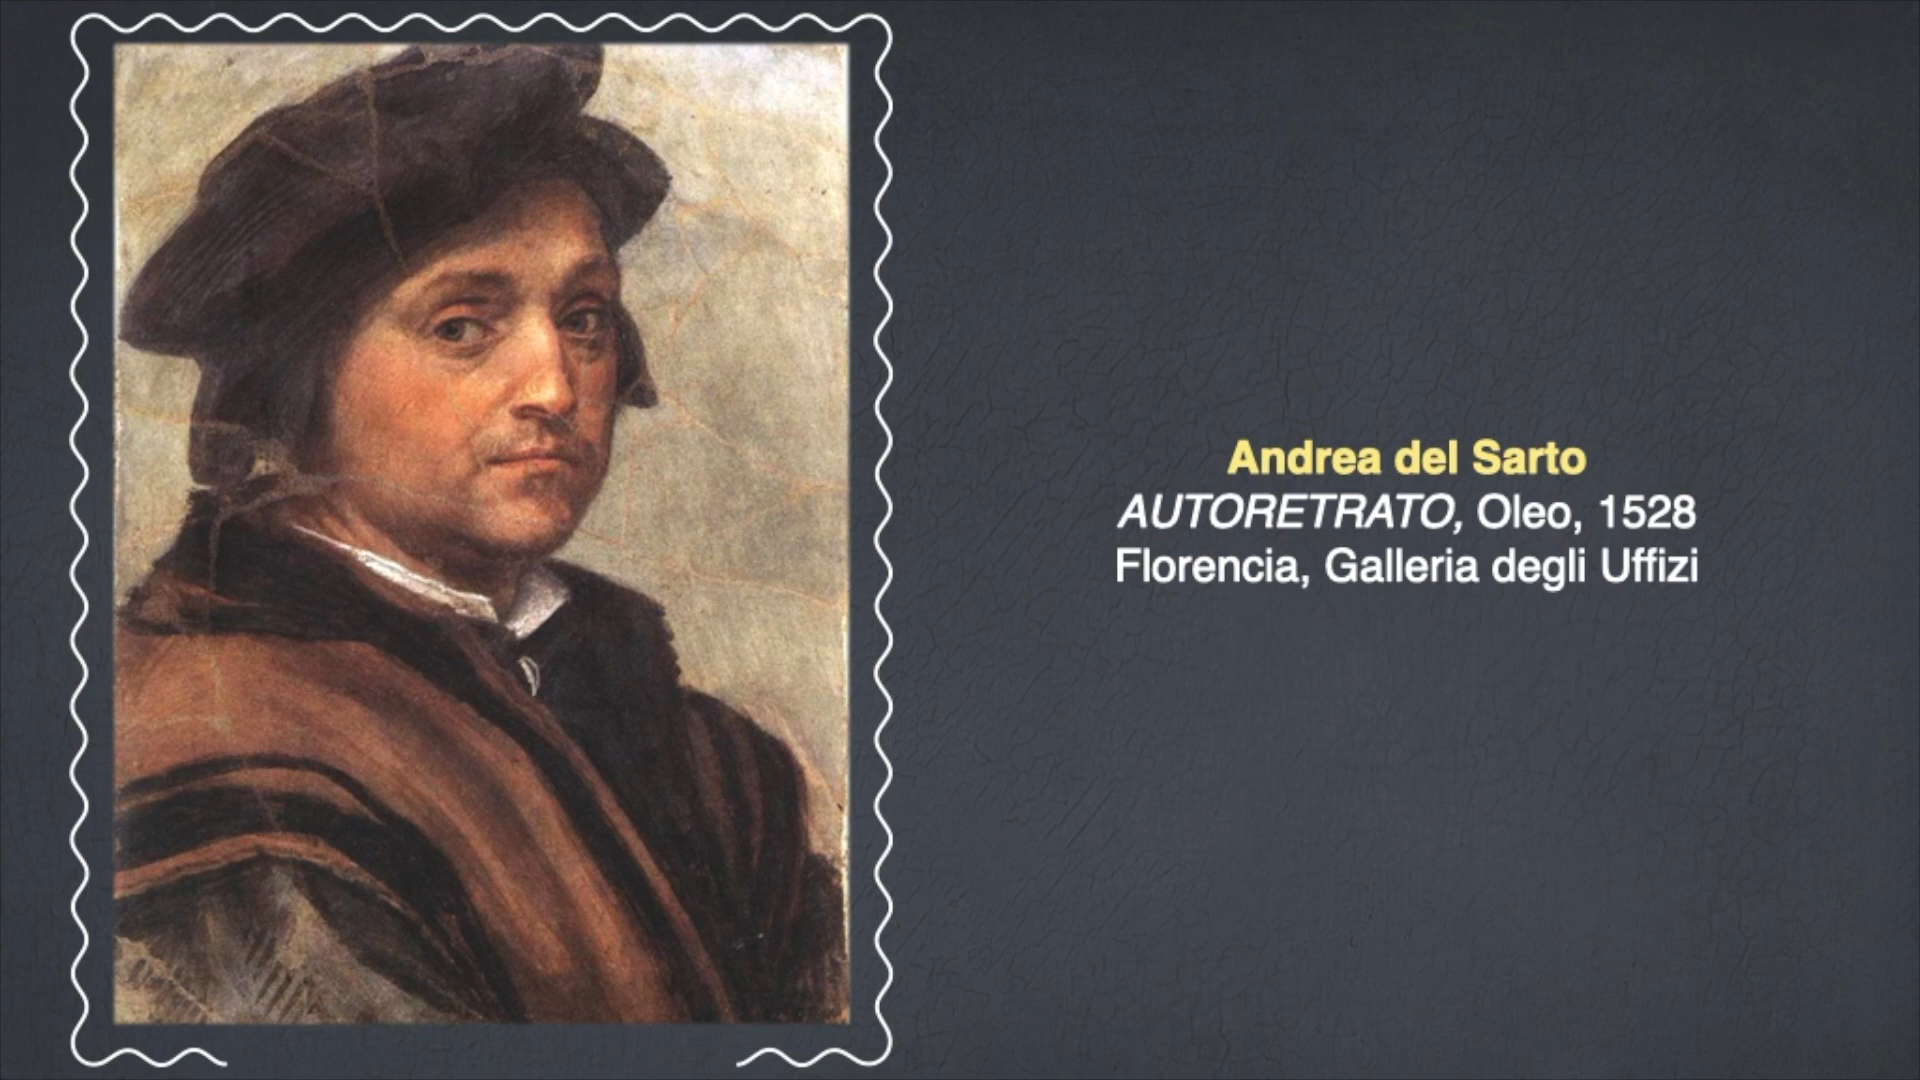 Andrea del Sarto
AUTORETRATO, Oleo, 1528
Florencia, Galleria degli Uffizi